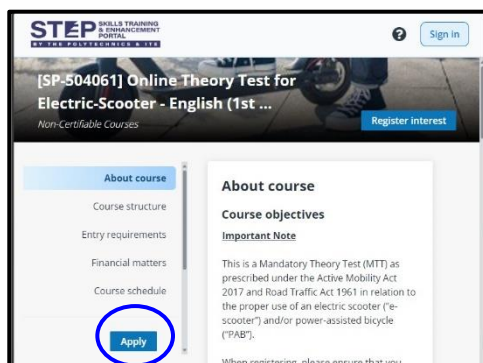 STEP SKILLS TRAINING
& ENHANCEMENT
PORTAL
BY THE POLYTECHNICS & ITE
?
Sign in
[SP-504061] Online Theory Test for
Electric-Scooter - English (1st ...
Non-Certifiable Courses
Register interest
About course
Course structure
Entry requirements
Financial matters
Course schedule
Apply
About course
Course objectives
Important Note
This is a Mandatory Theory Test (MTT) as
prescribed under the Active Mobility Act
2017 and Road Traffic Act 1961 in relation to
the proper use of an electric scooter ("e-
scooter") and/or power-assisted bicycle
("PAB").
When registering, please ensure that you